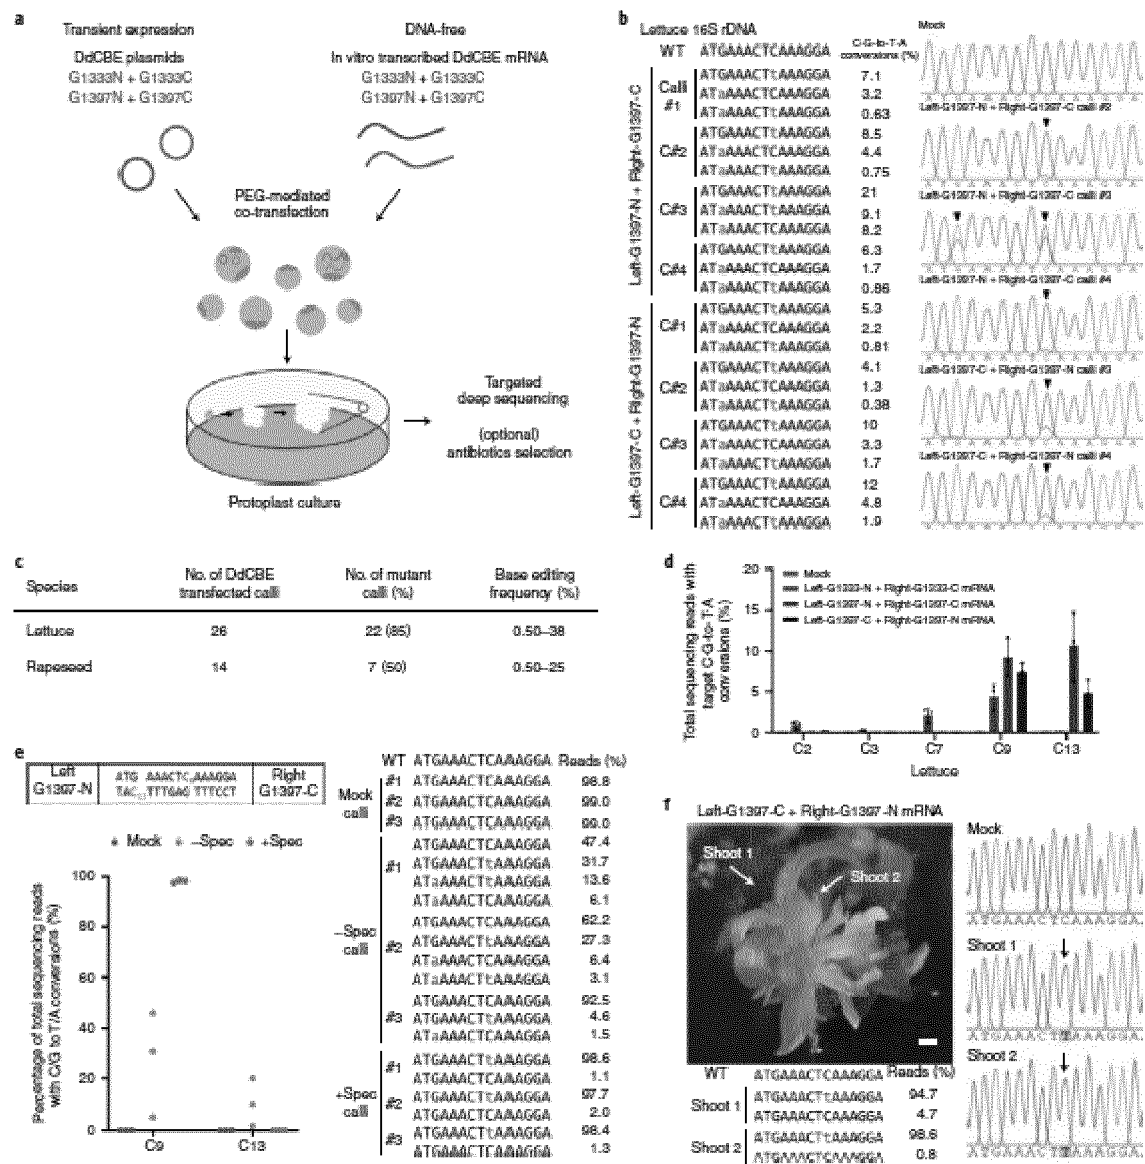 a
Transient expression
DNA-free
DdCBE plasmids
G1333N + G1333C
G1397N + G1397C
In vitro transcribed DdCBE mRNA
G1333N + G1333C
G1397N + G1397C
PEG-mediated
co-transfection
Targeted
deep sequencing
(optional)
antibiotics selection
Protoplast culture
b
Lettuce 16S rDNA
WT ATGAAACTCAAAGGA
C·G-to-T·A
conversions (%)
Left-G1397-N + Right-G1397-C
Calli
#1
ATGAAACTtAAAGGA 7.1
ATaAAACTCAAAGGA 3.2
ATaAAACTtAAAGGA 0.63
C#2
ATGAAACTtAAAGGA 8.5
ATaAAACTCAAAGGA 4.4
ATaAAACTtAAAGGA 0.75
C#3
ATGAAACTtAAAGGA 21
ATaAAACTCAAAGGA 9.1
ATaAAACTtAAAGGA 8.2
C#4
ATGAAACTtAAAGGA 6.3
ATaAAACTCAAAGGA 1.7
ATaAAACTtAAAGGA 0.86
Left-G1397-C + Right-G1397-N
C#1
ATGAAACTtAAAGGA 5.3
ATaAAACTCAAAGGA 2.2
ATaAAACTtAAAGGA 0.81
C#2
ATGAAACTtAAAGGA 4.1
ATaAAACTCAAAGGA 1.3
ATaAAACTtAAAGGA 0.38
C#3
ATGAAACTtAAAGGA 10
ATaAAACTCAAAGGA 3.3
ATaAAACTtAAAGGA 1.7
C#4
ATGAAACTtAAAGGA 12
ATaAAACTCAAAGGA 4.8
ATaAAACTtAAAGGA 1.9
Mock
Left-G1397-N + Right-G1397-C calli #2
Left-G1397-N + Right-G1397-C calli #3
Left-G1397-N + Right-G1397-C calli #4
Left-G1397-C + Right-G1397-N calli #3
Left-G1397-C + Right-G1397-N calli #4
c
Species
No. of DdCBE
transfected calli
No. of mutant
calli (%)
Base editing
frequency (%)
Lettuce 26 22 (85) 0.50–38
Rapeseed 14 7 (50) 0.50–25
d
Total sequencing reads with
target C·G-to-T·A
conversions (%)
20
15
10
5
0
Mock
Left-G1333-N + Right-G1333-C mRNA
Left-G1397-N + Right-G1397-C mRNA
Left-G1397-C + Right-G1397-N mRNA
C2 C3 C7 C9 C13
Lettuce
e
Left
G1397-N
ATG AAACTC AAAGGA
TAC TTTGAG TTTCCT
Right
G1397-C
Mock –Spec +Spec
Percentage of total sequencing reads
with C/G to T/A conversions (%)
100
80
60
40
20
0
C9 C13
WT ATGAAACTCAAAGGA Reads (%)
Mock
calli
#1 ATGAAACTCAAAGGA 98.8
#2 ATGAAACTCAAAGGA 99.0
#3 ATGAAACTCAAAGGA 99.0
–Spec
calli
#1
ATGAAACTCAAAGGA 47.4
ATGAAACTtAAAGGA 31.7
ATaAAACTtAAAGGA 13.6
ATaAAACTCAAAGGA 6.1
#2
ATGAAACTCAAAGGA 62.2
ATGAAACTtAAAGGA 27.3
ATaAAACTCAAAGGA 6.4
ATaAAACTtAAAGGA 3.1
#3
ATGAAACTCAAAGGA 92.5
ATGAAACTtAAAGGA 4.6
ATaAAACTCAAAGGA 1.5
+Spec
calli
#1
ATGAAACTtAAAGGA 98.6
ATGAAACTCAAAGGA 1.1
#2
ATGAAACTtAAAGGA 97.7
ATGAAACTCAAAGGA 2.0
#3
ATGAAACTtAAAGGA 98.4
ATGAAACTCAAAGGA 1.3
f
Left-G1397-C + Right-G1397-N mRNA
Shoot 1
Shoot 2
WT ATGAAACTCAAAGGA Reads (%)
Shoot 1
ATGAAACTtAAAGGA 94.7
ATGAAACTCAAAGGA 4.7
Shoot 2
ATGAAACTtAAAGGA 98.6
ATGAAACTCAAAGGA 0.8
Mock
ATGAAACTCAAAGGA
Shoot 1
ATGAAACTTAAAGGA
Shoot 2
ATGAAACTTAAAGGA